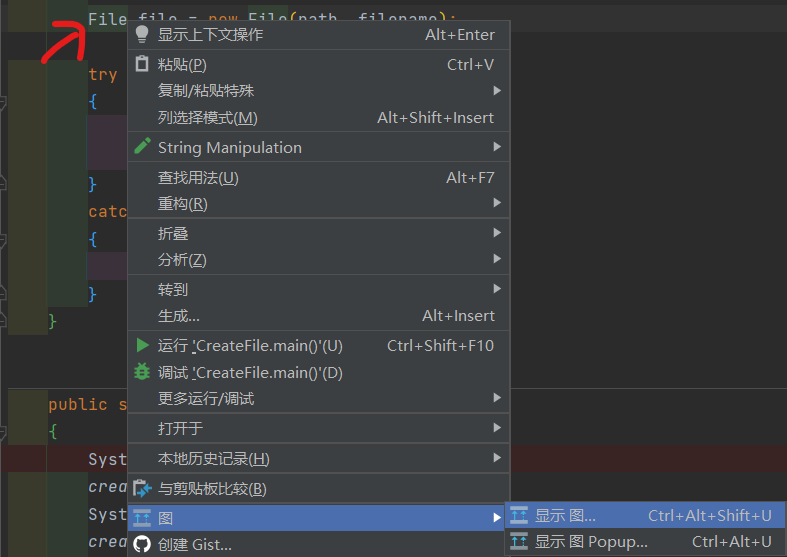 File file = new File(path, filename);
显示上下文操作 Alt+Enter
粘贴(P) Ctrl+V
复制/粘贴特殊
列选择模式(M) Alt+Shift+Insert
try
{
String Manipulation
查找用法(U) Alt+F7
}
重构(R)
catc
折叠
{
分析(Z)
转到
}
生成... Alt+Insert
}
运行 'CreateFile.main()'(U) Ctrl+Shift+F10
调试 'CreateFile.main()'(D)
更多运行/调试
public s
打开于
{
Syst
本地历史记录(H)
crea
与剪贴板比较(B)
Syst
图
显示 图... Ctrl+Alt+Shift+U
crea
创建 Gist...
显示 图 Popup... Ctrl+Alt+U